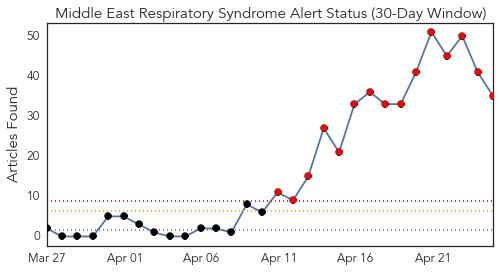 Middle East Respiratory Syndrome Alert Status (30-Day Window)
Articles Found
50
40
30
20
10
0
Mar 27 Apr 01 Apr 06 Apr 11 Apr 16 Apr 21